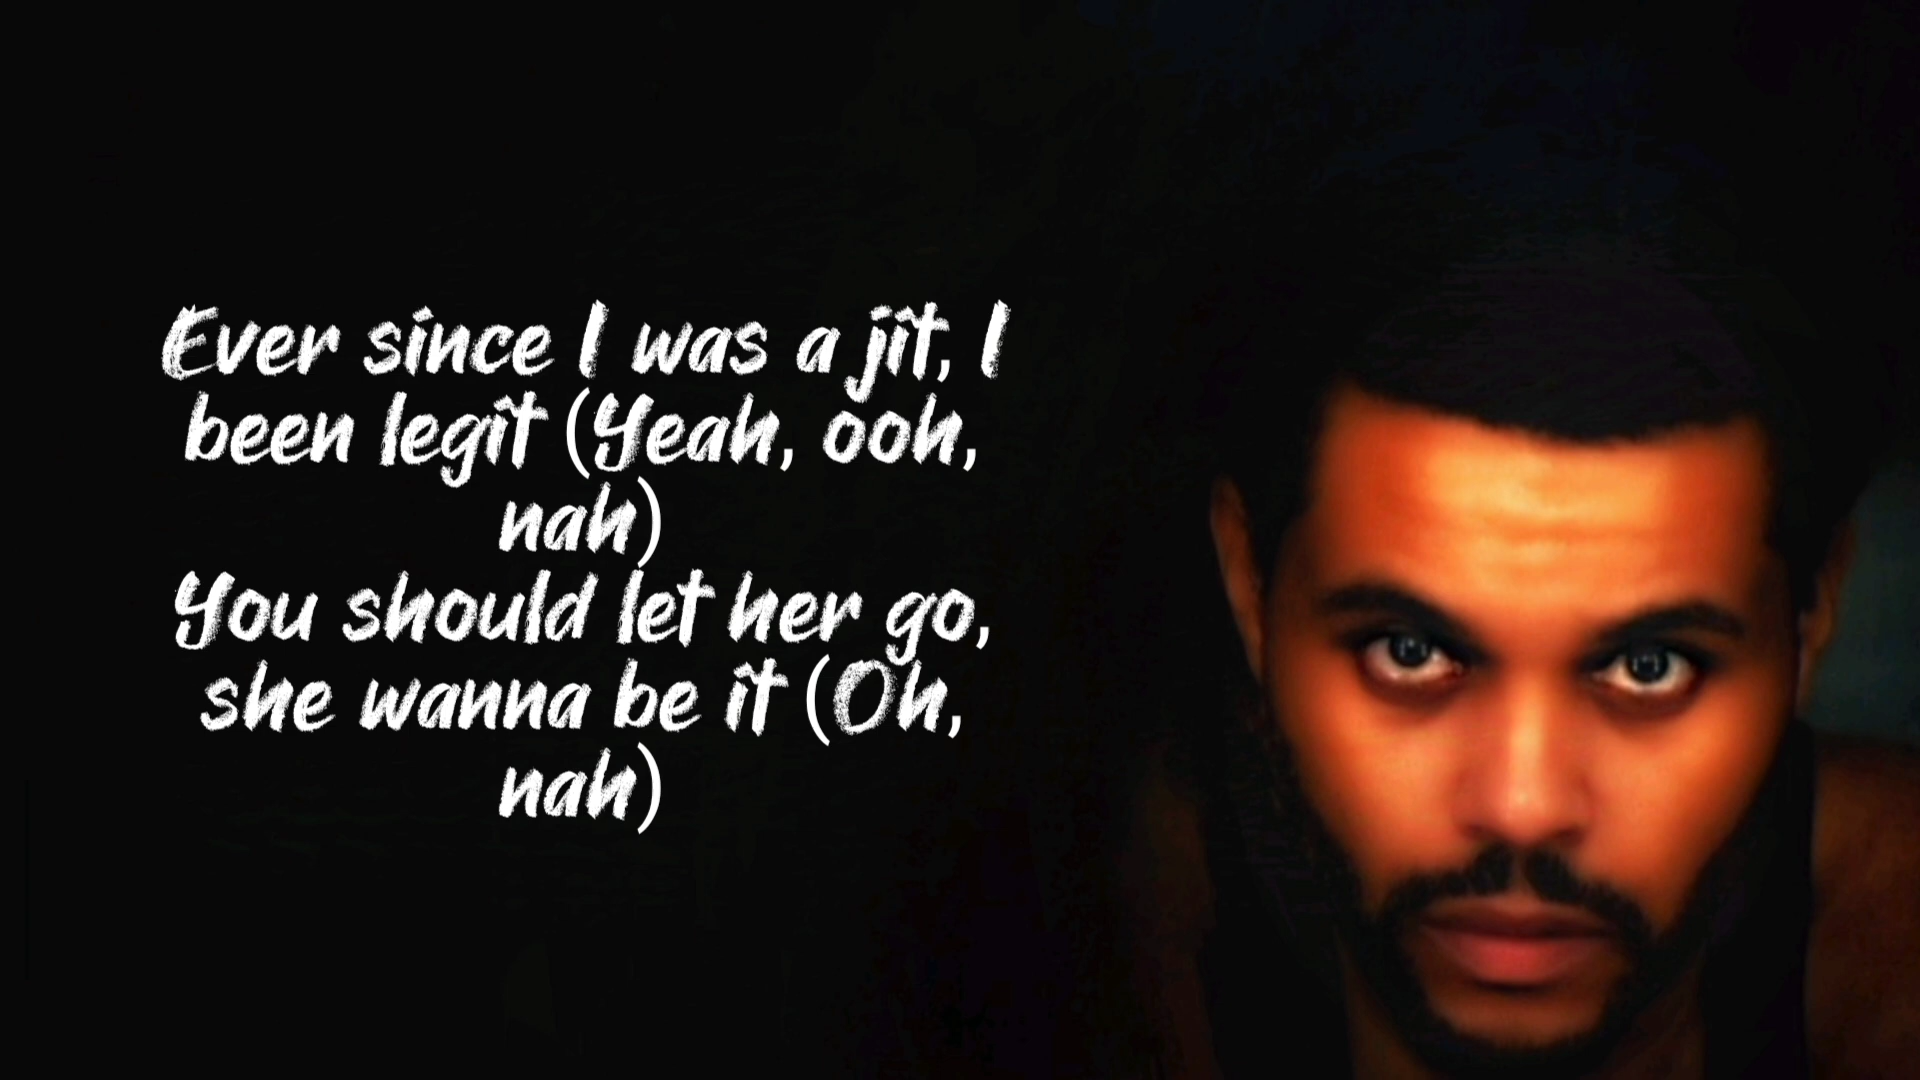 Ever since I was a jit, I
been legit (Yeah, ooh,
nah)
You should let her go,
she wanna be it (Oh,
nah)